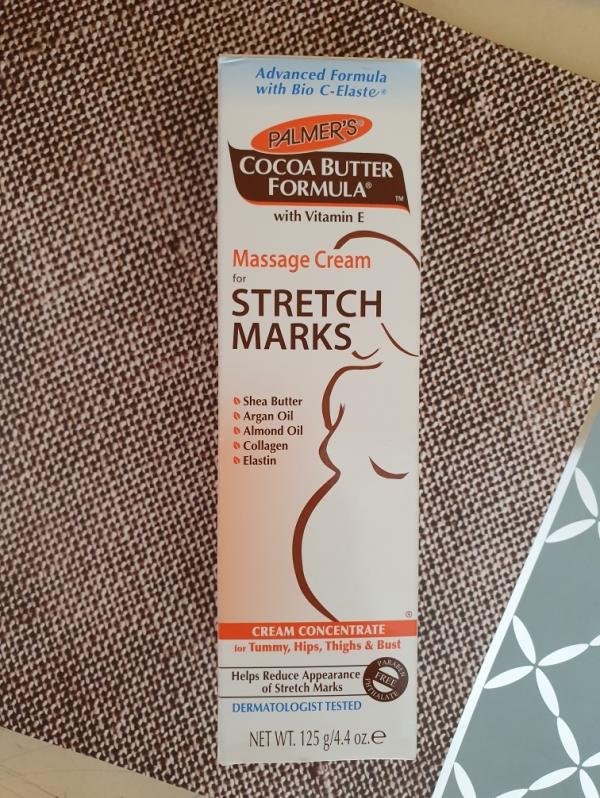 Advanced Formula
with Bio C-Elaste®
PALMER'S®
COCOA BUTTER
FORMULA®
TM
with Vitamin E
Massage Cream
for
STRETCH
MARKS
Shea Butter
Argan Oil
Almond Oil
Collagen
Elastin
®
CREAM CONCENTRATE
for Tummy, Hips, Thighs & Bust
Helps Reduce Appearance
of Stretch Marks
PARABEN
FREE
PHTHALATE
DERMATOLOGIST TESTED
NET WT. 125 g/4.4 oz.e